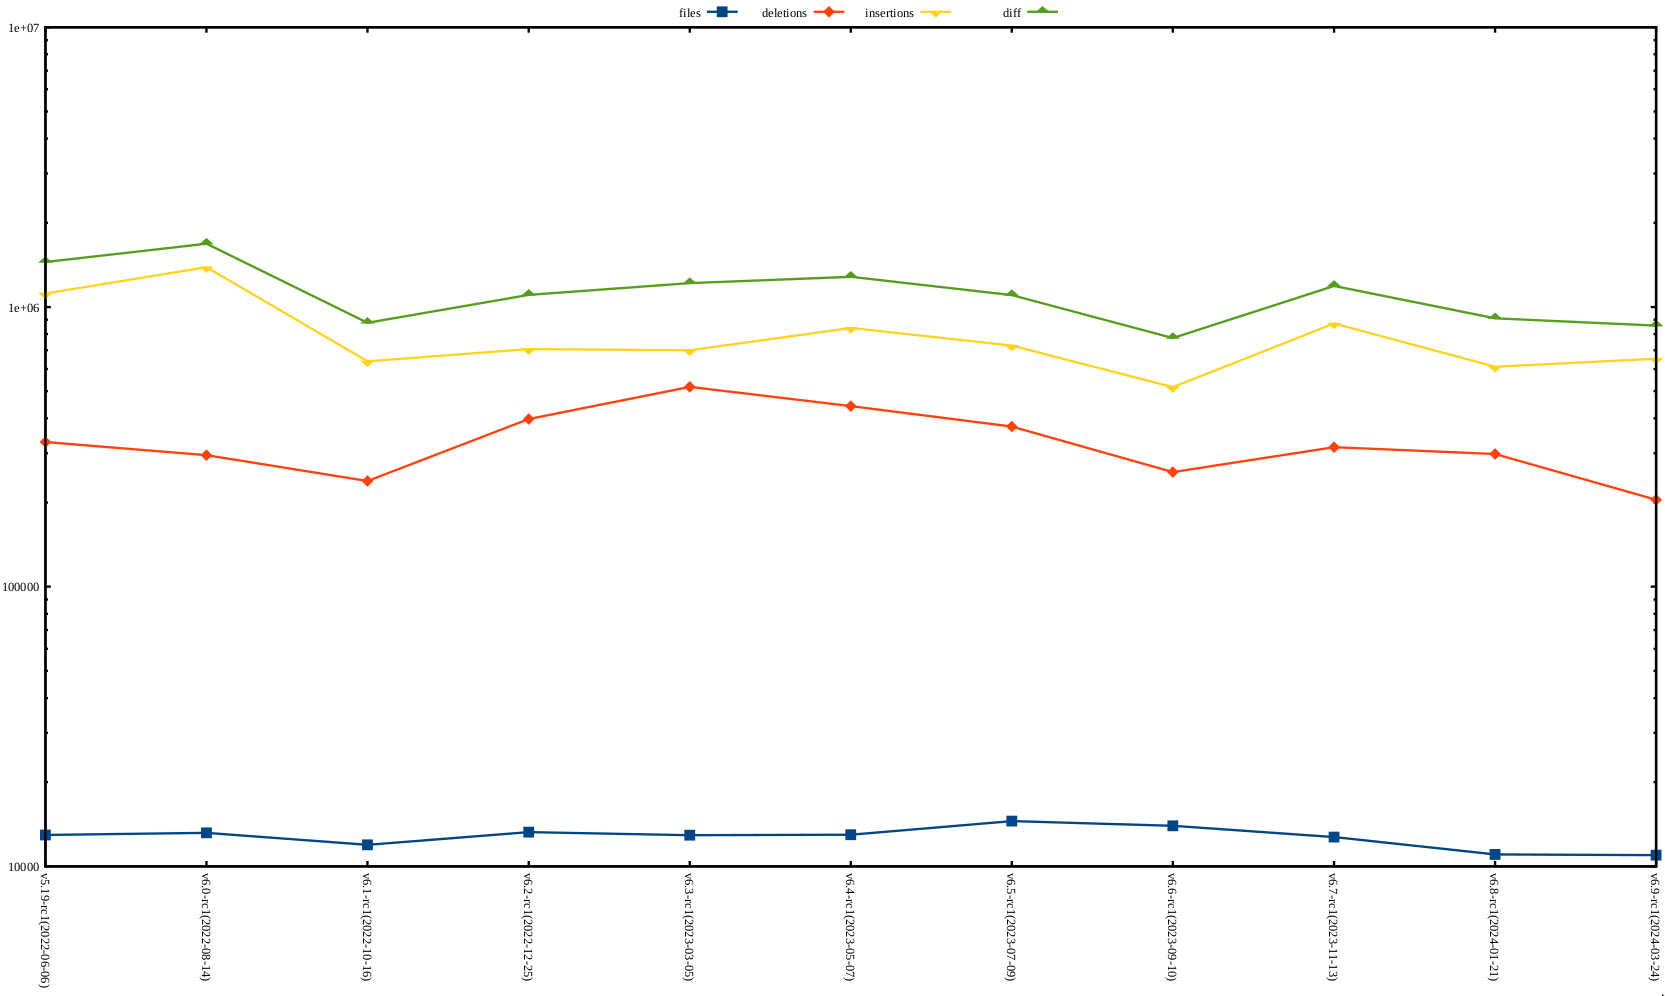 files deletions insertions diff
1e+07
1e+06
100000
10000
v5.19-rc1(2022-06-06)
v6.0-rc1(2022-08-14)
v6.1-rc1(2022-10-16)
v6.2-rc1(2022-12-25)
v6.3-rc1(2023-03-05)
v6.4-rc1(2023-05-07)
v6.5-rc1(2023-07-09)
v6.6-rc1(2023-09-10)
v6.7-rc1(2023-11-13)
v6.8-rc1(2024-01-21)
v6.9-rc1(2024-03-24)